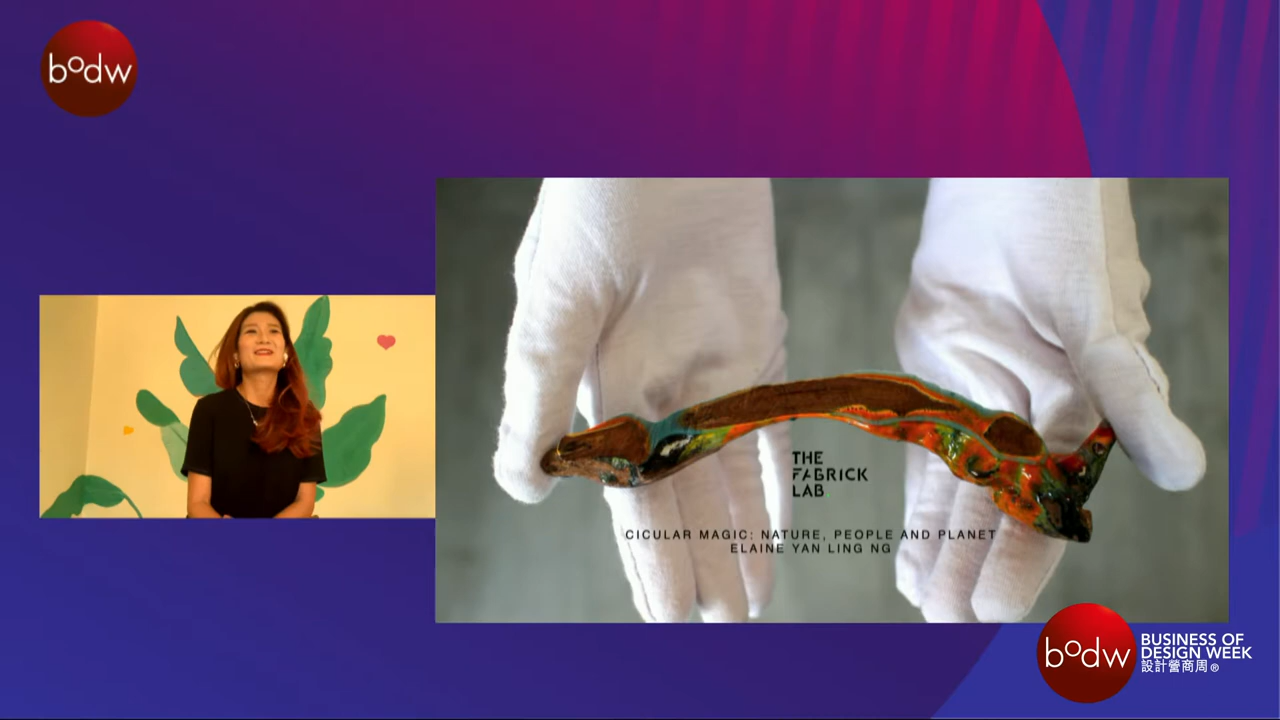 bodw
THE
FABRICK
LAB.
CICULAR MAGIC: NATURE, PEOPLE AND PLANET
ELAINE YAN LING NG
bodw
BUSINESS OF
DESIGN WEEK
設計營商周®